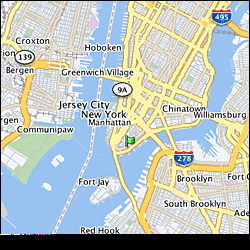 495
Croxton
Hoboken
139
Bergen
Greenwich Village
9A
Jersey City
Chinatown
New York
Williamsburg
Manhattan
Communipaw
278
Brooklyn
Fort Jay
South Brooklyn
Red Hook